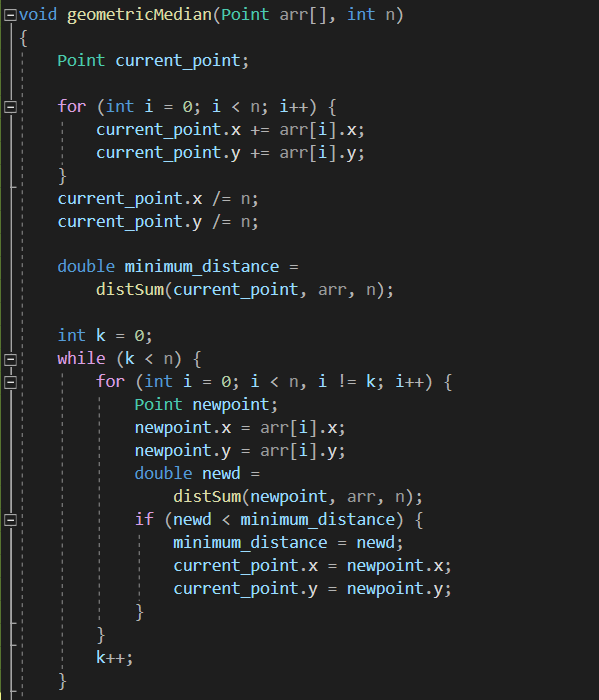 void geometricMedian(Point arr[], int n)
{
    Point current_point;

    for (int i = 0; i < n; i++) {
        current_point.x += arr[i].x;
        current_point.y += arr[i].y;
    }
    current_point.x /= n;
    current_point.y /= n;

    double minimum_distance =
        distSum(current_point, arr, n);

    int k = 0;
    while (k < n) {
        for (int i = 0; i < n, i != k; i++) {
            Point newpoint;
            newpoint.x = arr[i].x;
            newpoint.y = arr[i].y;
            double newd =
                distSum(newpoint, arr, n);
            if (newd < minimum_distance) {
                minimum_distance = newd;
                current_point.x = newpoint.x;
                current_point.y = newpoint.y;
            }
        }
        k++;
    }